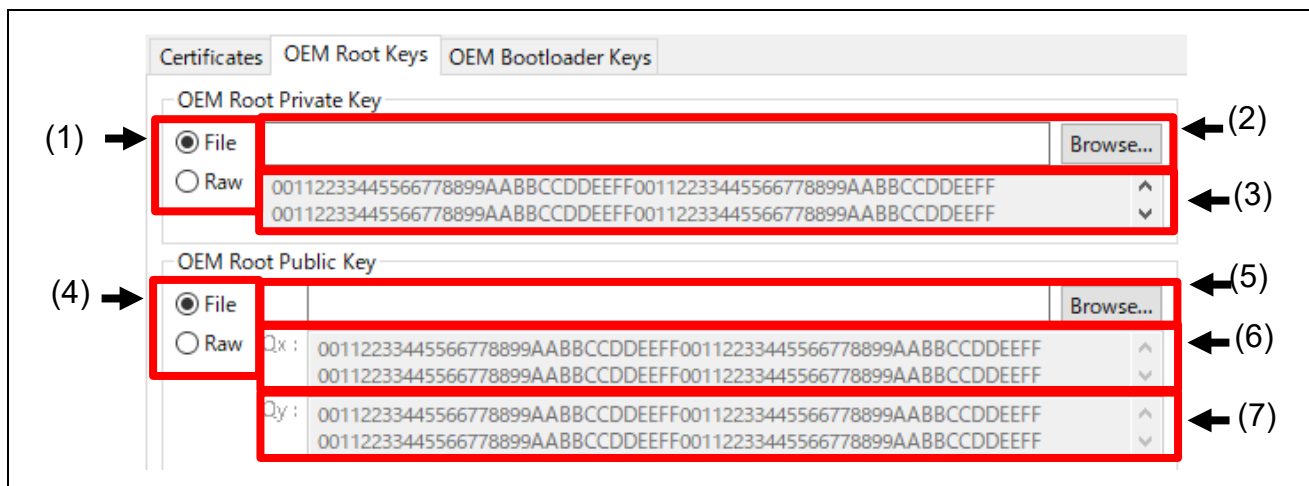 Certificates OEM Root Keys OEM Bootloader Keys
OEM Root Private Key
(1) File Browse... (2)
Raw 00112233445566778899AABBCCDDEEFF00112233445566778899AABBCCDDEEFF
00112233445566778899AABBCCDDEEFF00112233445566778899AABBCCDDEEFF (3)
OEM Root Public Key
(4) File Browse... (5)
Raw Qx : 00112233445566778899AABBCCDDEEFF00112233445566778899AABBCCDDEEFF (6)
00112233445566778899AABBCCDDEEFF00112233445566778899AABBCCDDEEFF
Qy : 00112233445566778899AABBCCDDEEFF00112233445566778899AABBCCDDEEFF (7)
00112233445566778899AABBCCDDEEFF00112233445566778899AABBCCDDEEFF